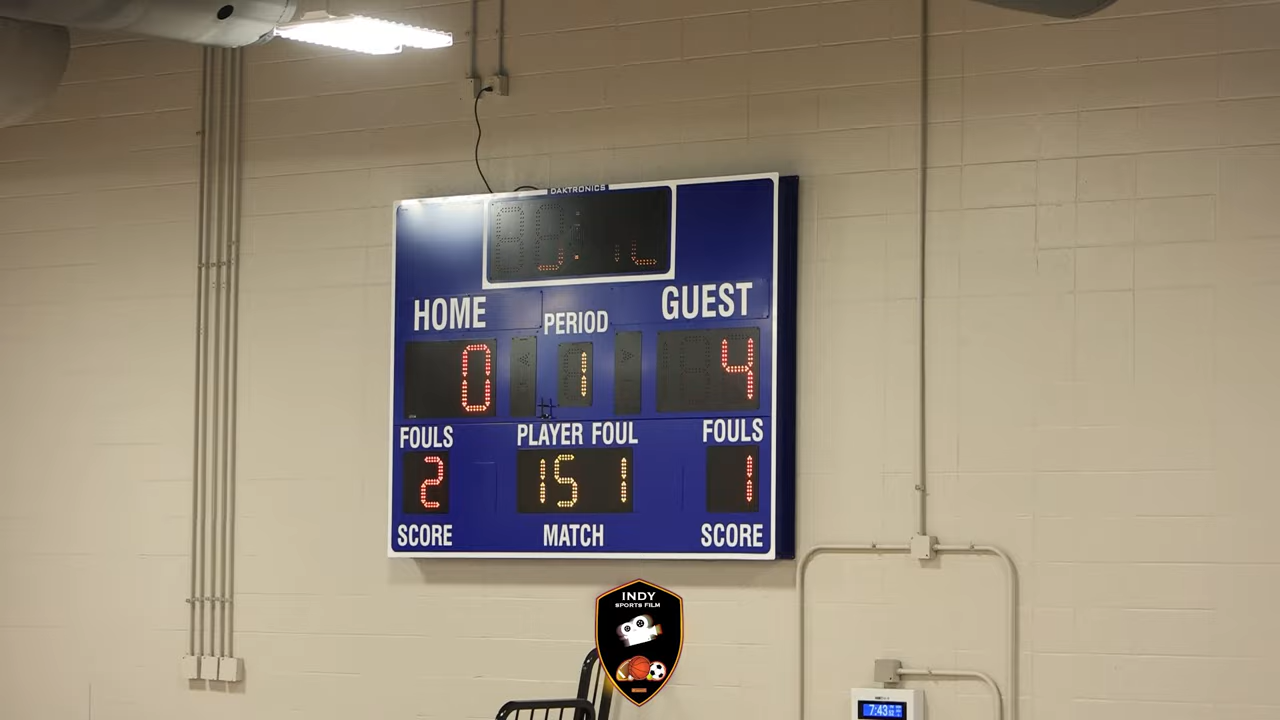 DAKTRONICS
HOME
GUEST
PERIOD
0
1
4
FOULS
PLAYER FOUL
FOULS
2
15 1
1
SCORE
MATCH
SCORE
INDY
SPORTS FILM
7:43